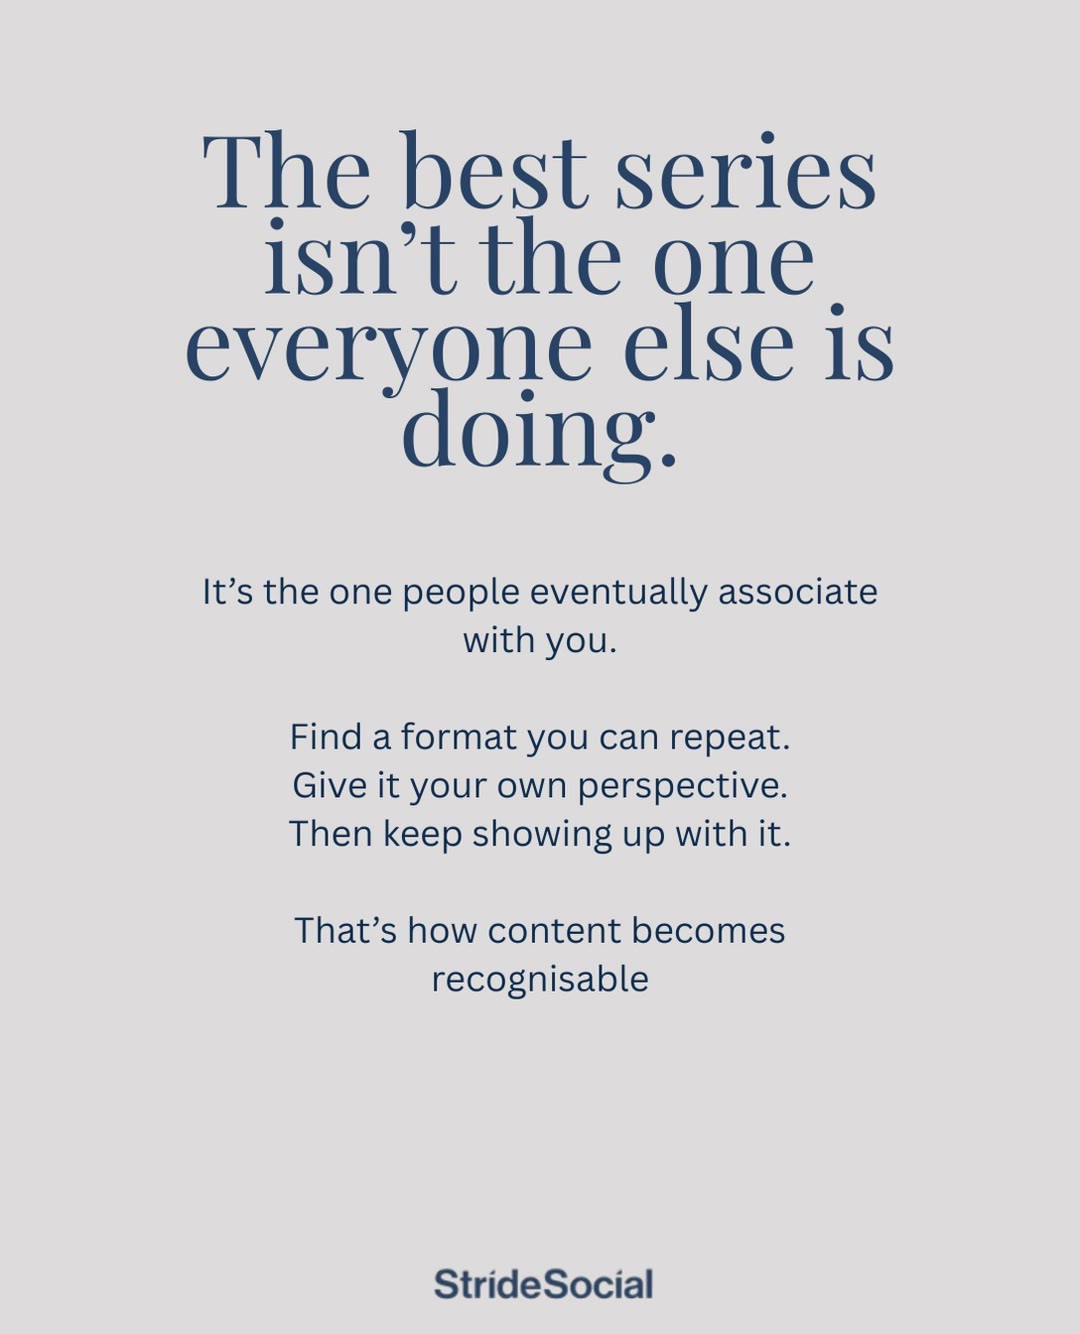 The best series
isn’t the one
everyone else is
doing.
It’s the one people eventually associate
with you.
Find a format you can repeat.
Give it your own perspective.
Then keep showing up with it.
That’s how content becomes
recognisable
StrideSocial